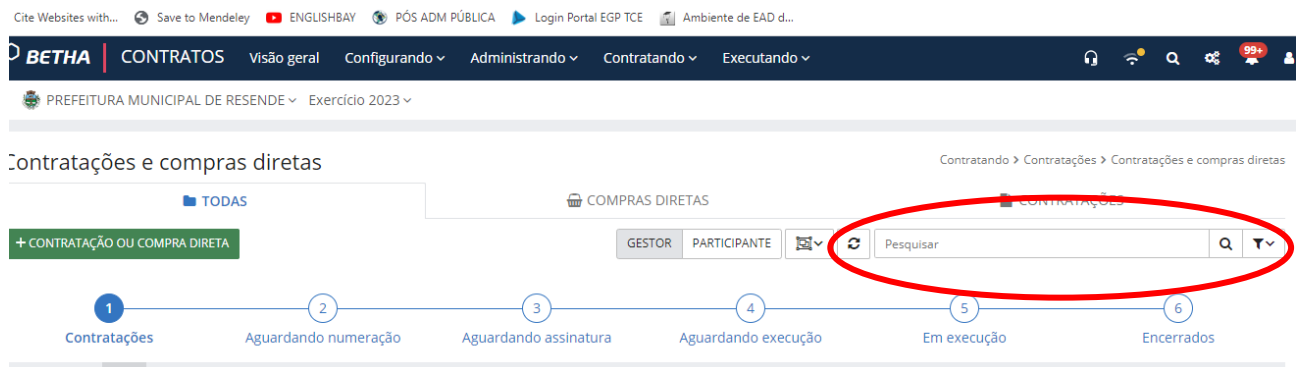 Cite Websites with... Save to Mendeley ENGLISHBAY PÓS ADM PÚBLICA Login Portal EGP TCE Ambiente de EAD d...
BETHA CONTRATOS Visão geral Configurando Administrando Contratando Executando 99+
PREFEITURA MUNICIPAL DE RESENDE Exercício 2023
Contratações e compras diretas Contratando > Contratações > Contratações e compras diretas
TODAS COMPRAS DIRETAS CONTRATAÇÕES
+ CONTRATAÇÃO OU COMPRA DIRETA GESTOR PARTICIPANTE Pesquisar
1 2 3 4 5 6
Contratações Aguardando numeração Aguardando assinatura Aguardando execução Em execução Encerrados